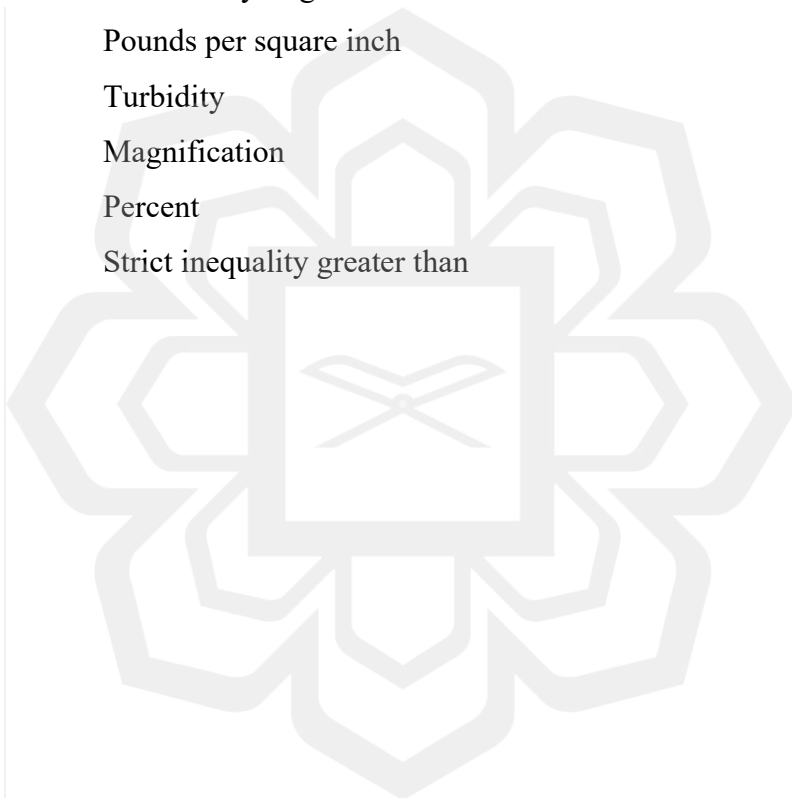 Pounds per square inch
Turbidity
Magnification
Percent
Strict inequality greater than